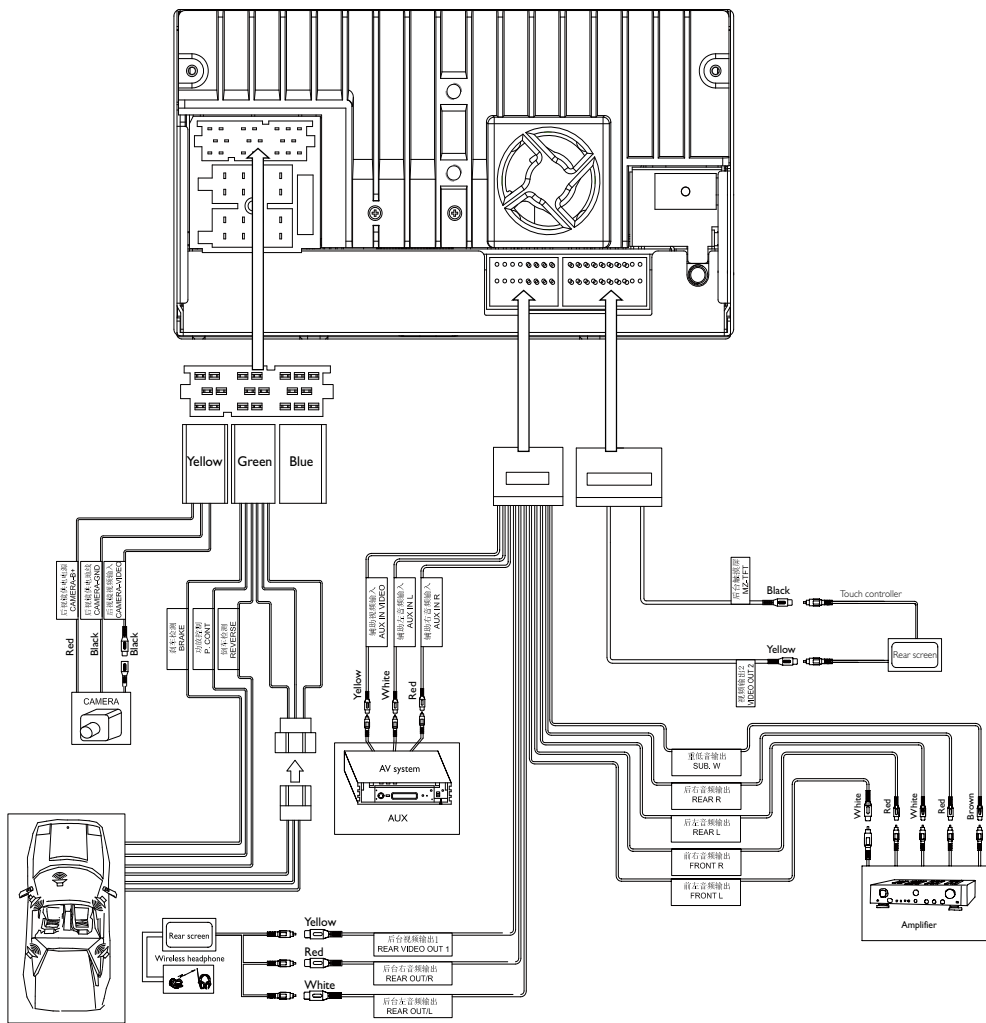 Yellow
Green
Blue
后视镜供电电源
CAMERA-B+
后视镜供电地线
CAMERA-GND
后视镜视频输入
CAMERA-VIDEO
Red
Black
Black
CAMERA
刹车检测
BRAKE
功放控制
P. CONT
倒车检测
REVERSE
辅助视频输入
AUX IN VIDEO
辅助左音频输入
AUX IN L
辅助右音频输入
AUX IN R
Yellow
White
Red
AV system
AUX
后台触摸屏
MZ-TFT
Black
Touch controller
视频输出2
VIDEO OUT 2
Yellow
Rear screen
重低音输出
SUB. W
后右音频输出
REAR R
后左音频输出
REAR L
前右音频输出
FRONT R
前左音频输出
FRONT L
White
Red
White
Red
Brown
Amplifier
Rear screen
Wireless headphone
Yellow
后台视频输出1
REAR VIDEO OUT 1
Red
后台右音频输出
REAR OUT/R
White
后台左音频输出
REAR OUT/L